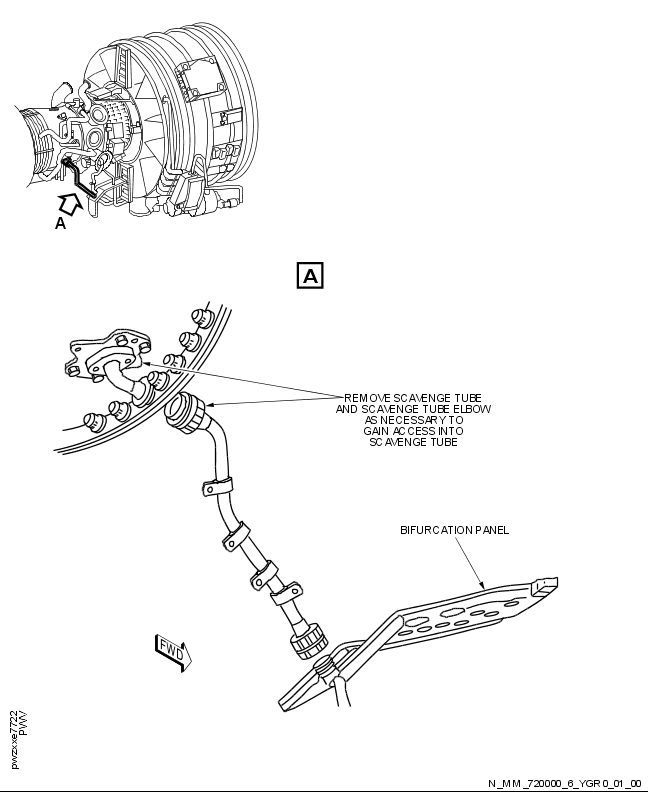 A
A
REMOVE SCAVENGE TUBE
AND SCAVENGE TUBE ELBOW
AS NECESSARY TO
GAIN ACCESS INTO
SCAVENGE TUBE
BIFURCATION PANEL
FWD
pwzxxe7722
PWV
N_MM_720000_6_YGR0_01_00